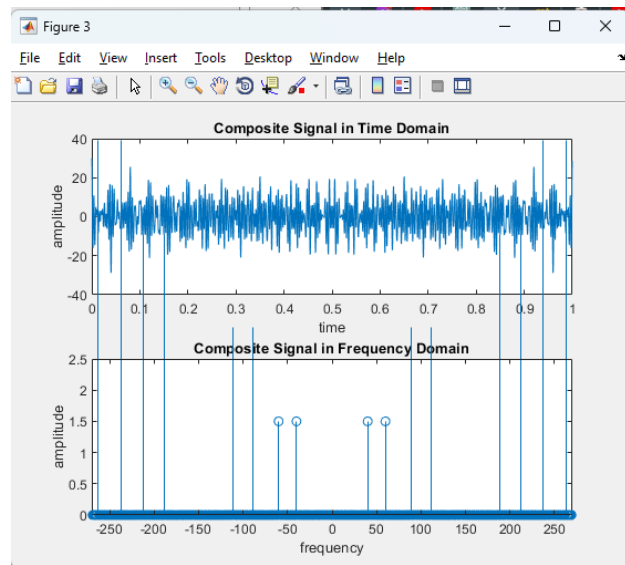 Figure 3
File Edit View Insert Tools Desktop Window Help
Composite Signal in Time Domain
40
20
0
-20
-40
amplitude
0 0.1 0.2 0.3 0.4 0.5 0.6 0.7 0.8 0.9 1
time
Composite Signal in Frequency Domain
2.5
2
1.5
1
0.5
0
amplitude
-250 -200 -150 -100 -50 0 50 100 150 200 250
frequency